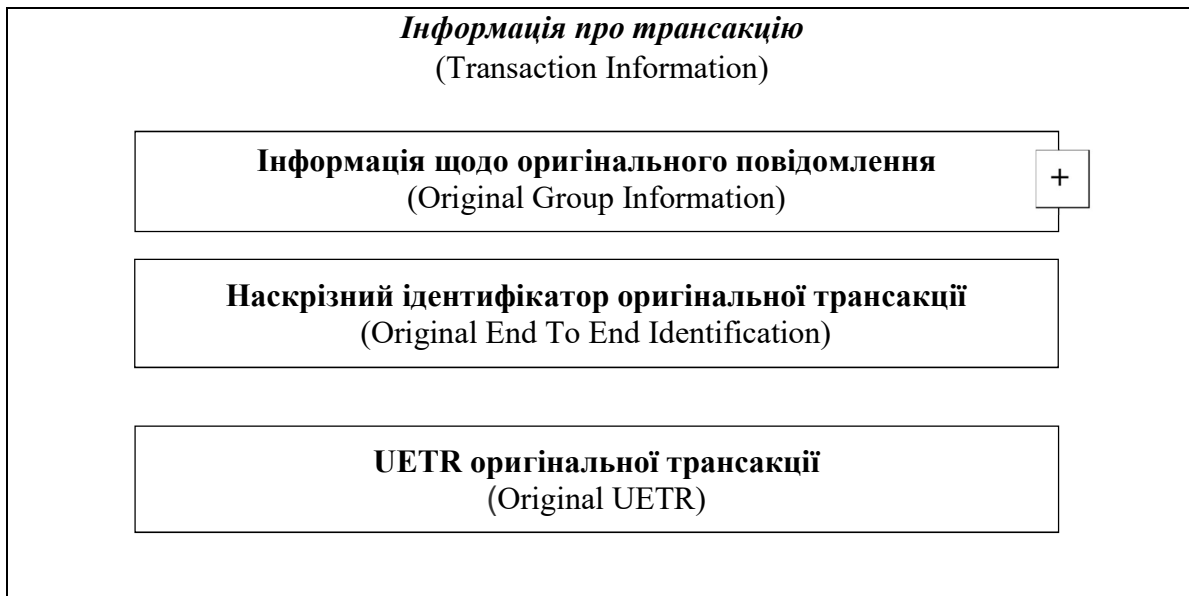 Інформація про трансакцію
(Transaction Information)
Інформація щодо оригінального повідомлення
(Original Group Information)
+
Наскрізний ідентифікатор оригінальної трансакції
(Original End To End Identification)
UETR оригінальної трансакції
(Original UETR)